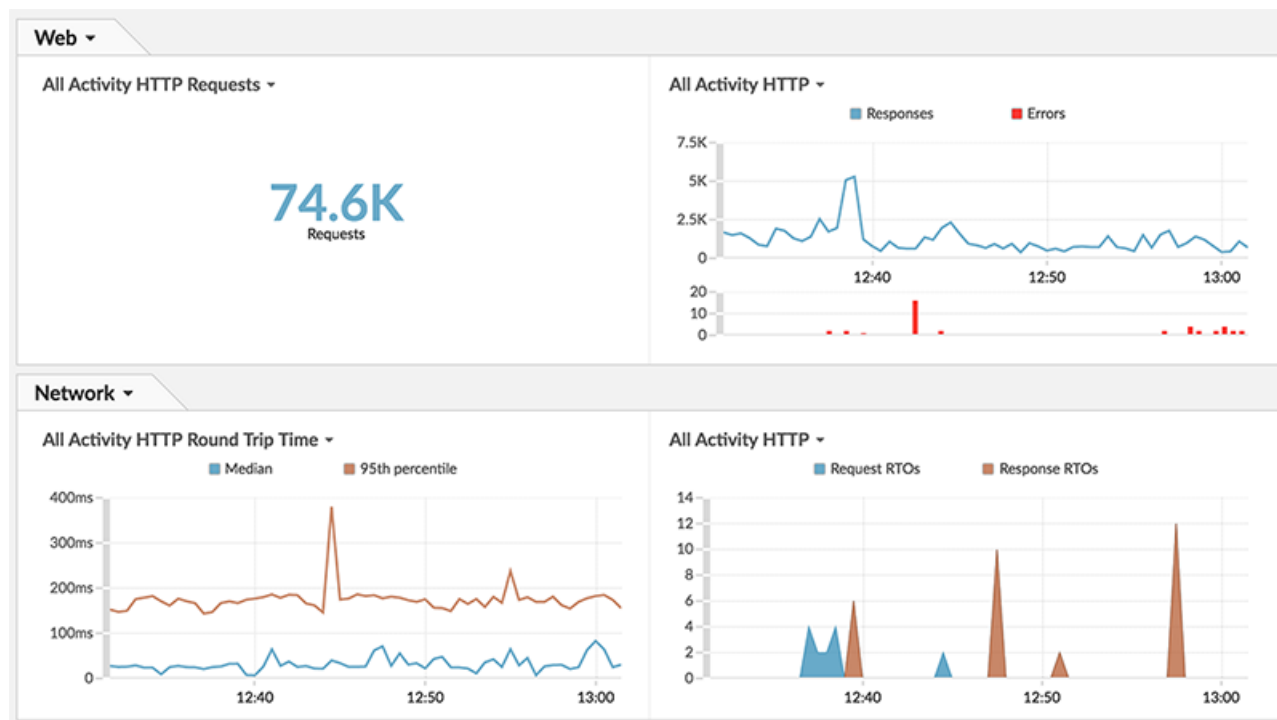 Web
All Activity HTTP Requests
74.6K
Requests
All Activity HTTP
Responses Errors
7.5K
5K
2.5K
0
12:40 12:50 13:00
20
10
0
Network
All Activity HTTP Round Trip Time
Median 95th percentile
400ms
300ms
200ms
100ms
0
12:40 12:50 13:00
All Activity HTTP
Request RTOs Response RTOs
14
12
10
8
6
4
2
0
12:40 12:50 13:00